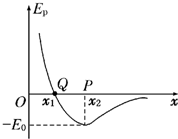 Eₚ
Q P
O x₁ x₂ x
−E₀